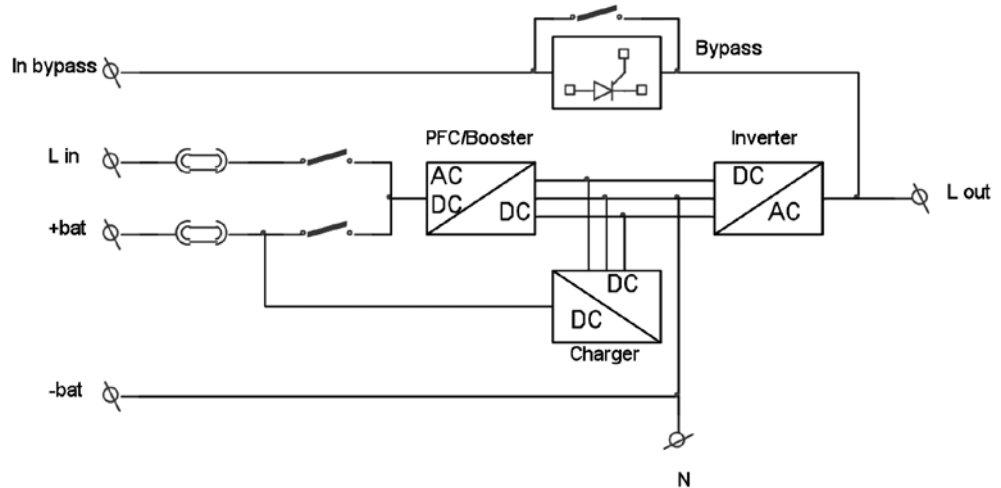 Bypass
In bypass
PFC/Booster
Inverter
L in
AC
DC
DC
DC
AC
L out
+bat
DC
DC
Charger
-bat
N